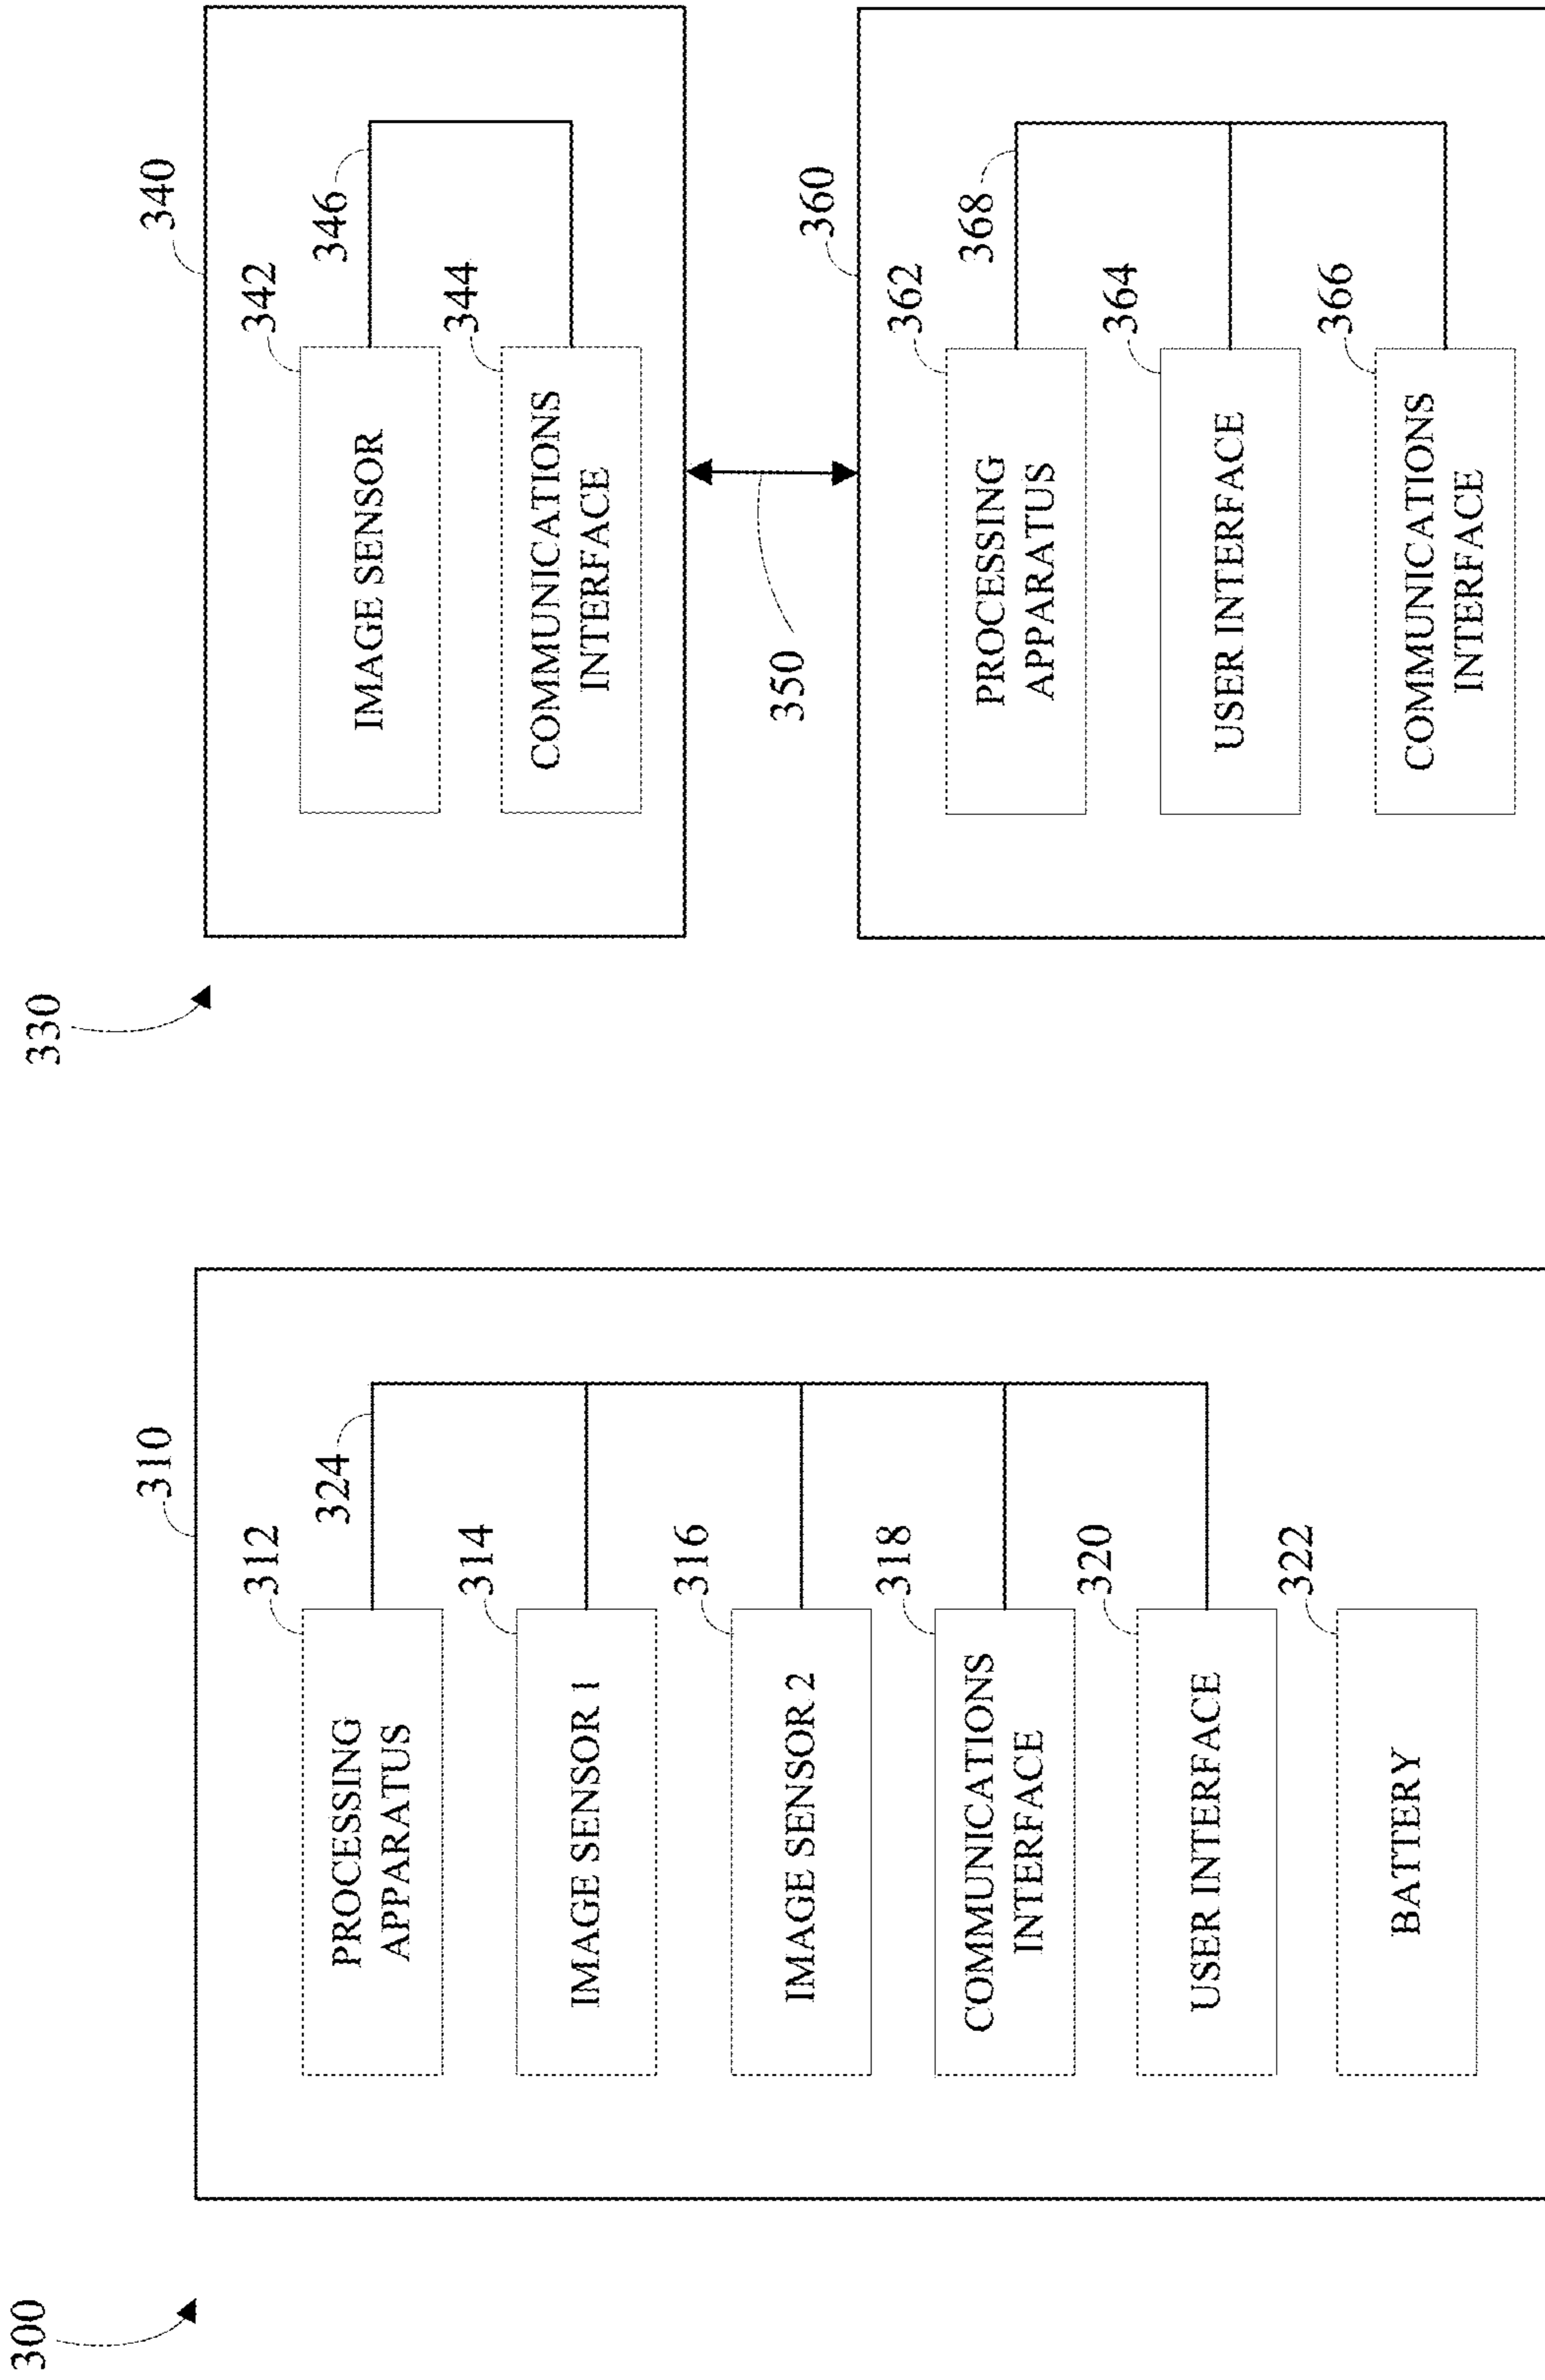 300
310
312
PROCESSING
APPARATUS
324
314
IMAGE SENSOR 1
316
IMAGE SENSOR 2
318
COMMUNICATIONS
INTERFACE
320
USER INTERFACE
322
BATTERY
330
340
342
IMAGE SENSOR
346
344
COMMUNICATIONS
INTERFACE
350
360
362
PROCESSING
APPARATUS
368
364
USER INTERFACE
366
COMMUNICATIONS
INTERFACE